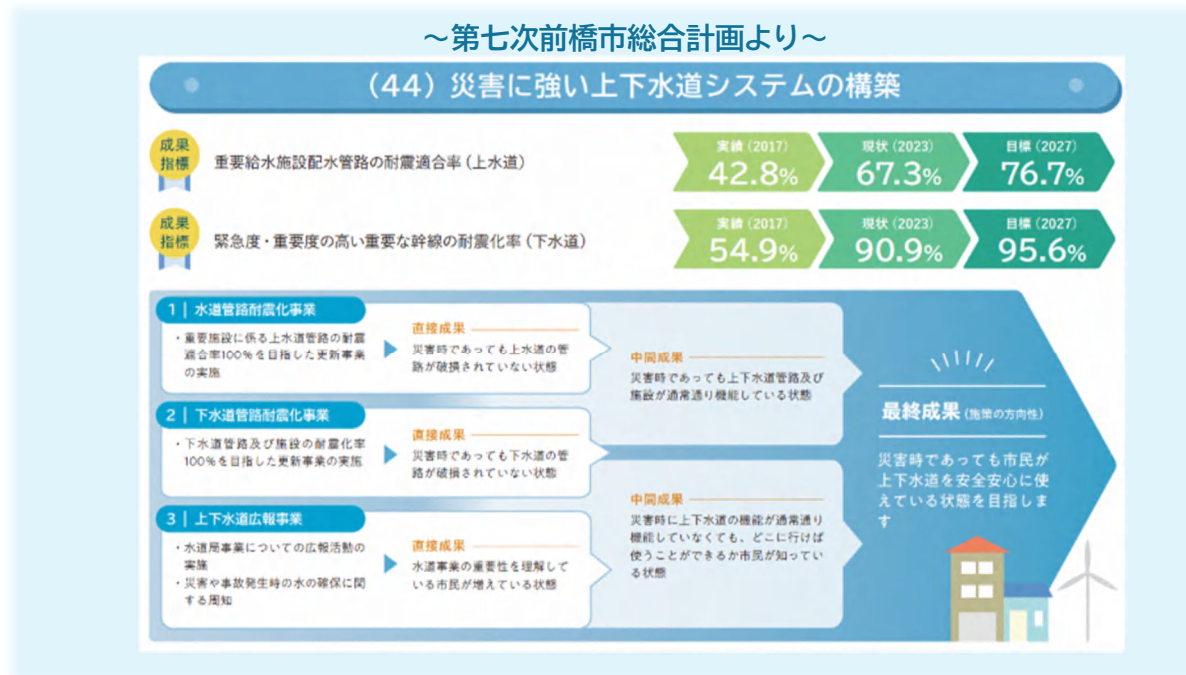 ～第七次前橋市総合計画より～
（44）災害に強い上下水道システムの構築
成果
指標
重要給水施設配水管路の耐震適合率（上水道）
実績（2017）
42.8%
現状（2023）
67.3%
目標（2027）
76.7%
成果
指標
緊急度・重要度の高い重要な幹線の耐震化率（下水道）
実績（2017）
54.9%
現状（2023）
90.9%
目標（2027）
95.6%
1｜水道管路耐震化事業
・重要施設に係る上水道管路の耐震
適合率100％を目指した更新事業
の実施
直接成果
災害時であっても上水道の管
路が破損されていない状態
2｜下水道管路耐震化事業
・下水道管路及び施設の耐震化率
100％を目指した更新事業の実施
直接成果
災害時であっても下水道の管
路が破損されていない状態
3｜上下水道広報事業
・水道局事業についての広報活動の
実施
・災害や事故発生時の水の確保に関
する周知
直接成果
水道事業の重要性を理解して
いる市民が増えている状態
中間成果
災害時であっても上下水道管路及び
施設が通常通り機能している状態
中間成果
災害時に上下水道の機能が通常通り
機能していなくても、どこに行けば
使うことができるか市民が知ってい
る状態
最終成果（施策の方向性）
災害時であっても市民が
上下水道を安全安心に使
えている状態を目指しま
す